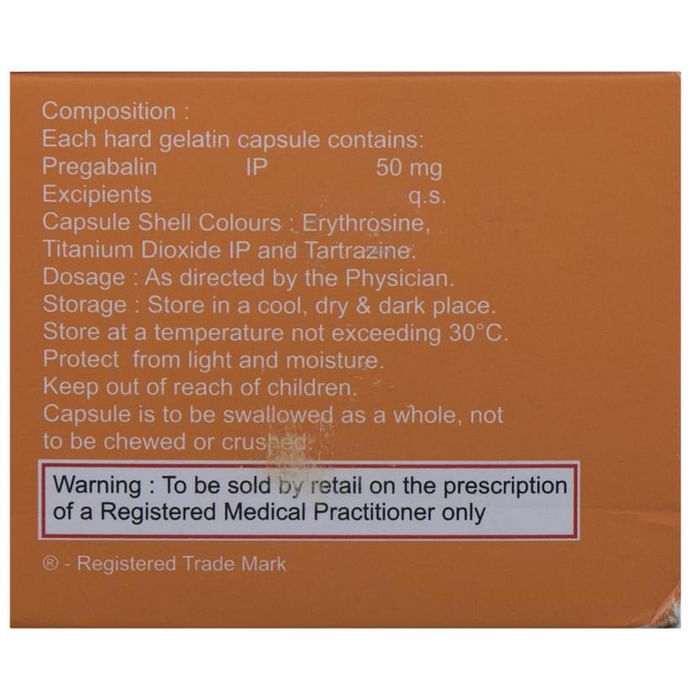 Composition :
Each hard gelatin capsule contains:
Pregabalin IP 50 mg
Excipients q.s.
Capsule Shell Colours : Erythrosine,
Titanium Dioxide IP and Tartrazine.
Dosage : As directed by the Physician.
Storage : Store in a cool, dry & dark place.
Store at a temperature not exceeding 30°C.
Protect from light and moisture.
Keep out of reach of children.
Capsule is to be swallowed as a whole, not
to be chewed or crushed.
Warning : To be sold by retail on the prescription
of a Registered Medical Practitioner only
® - Registered Trade Mark